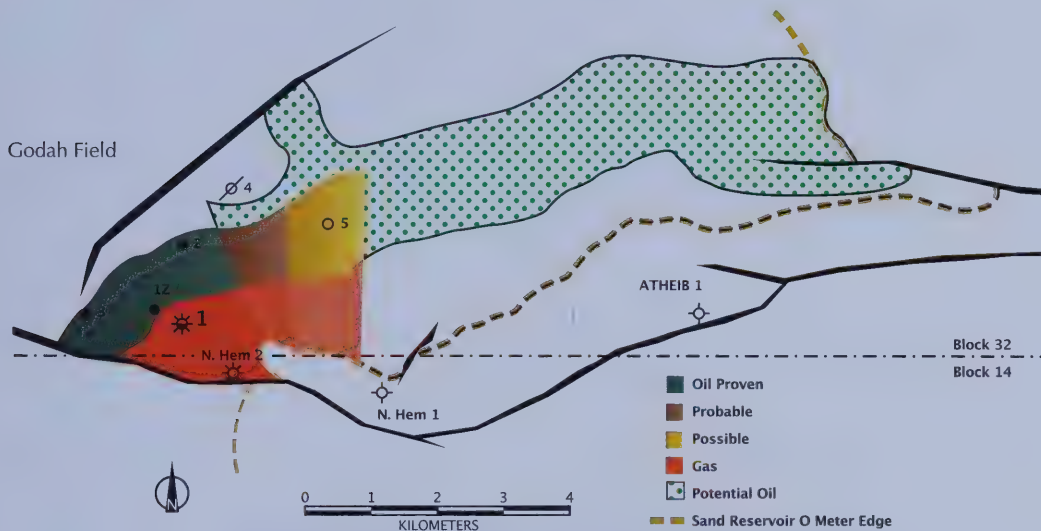 Godah Field
4
5
2
12
3
1
N. Hem 2
N. Hem 1
ATHEIB 1
Block 32
Block 14
Oil Proven
Probable
Possible
Gas
Potential Oil
Sand Reservoir O Meter Edge
N
0 1 2 3 4
KILOMETERS